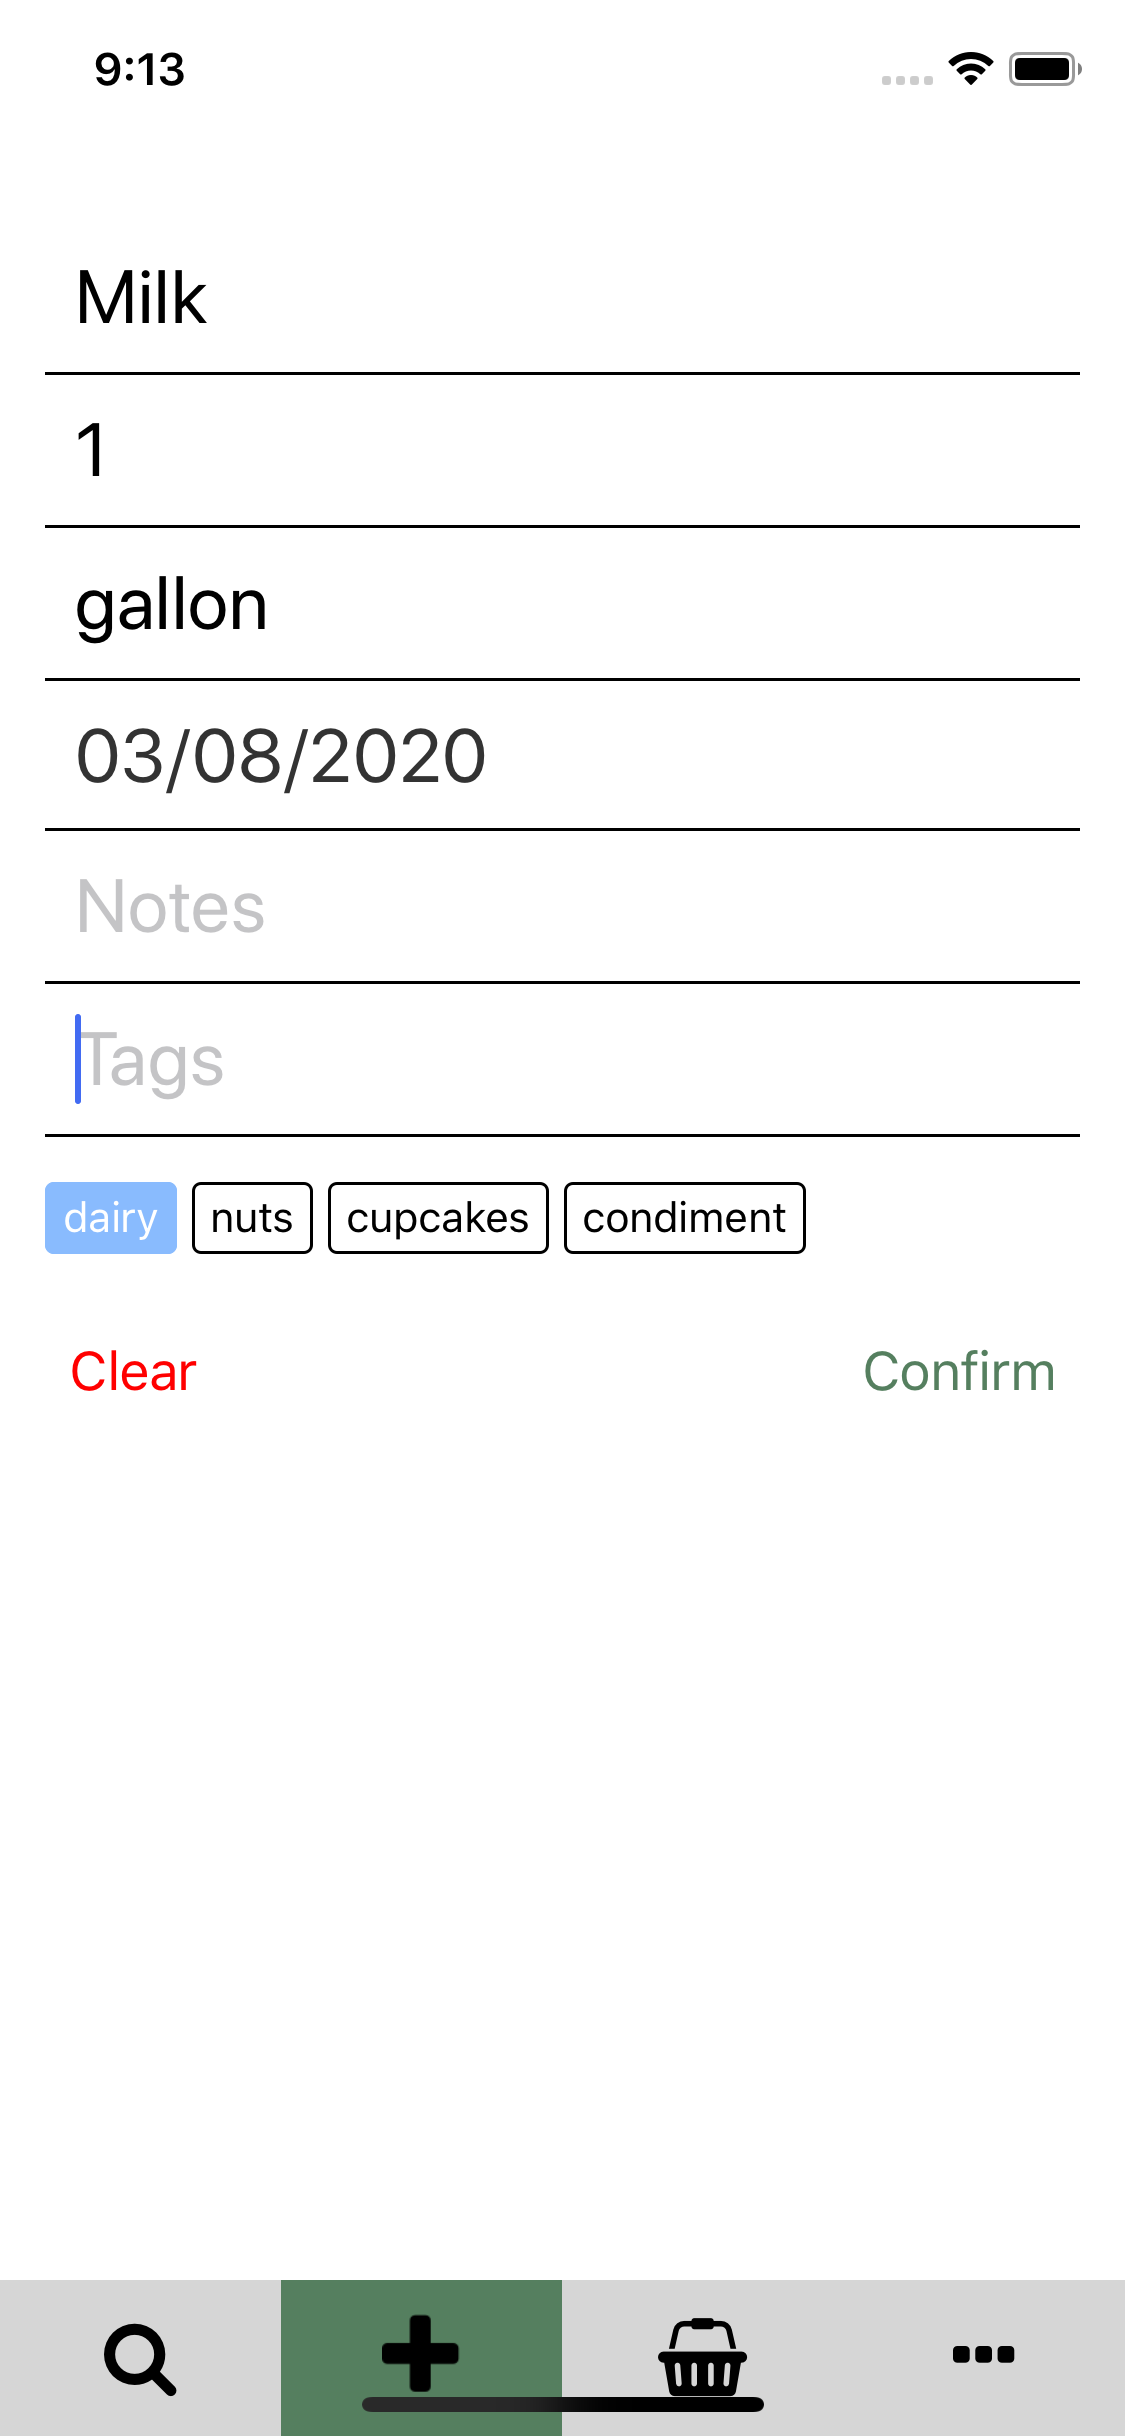 9:13
Milk
1
gallon
03/08/2020
Notes
Tags
dairy nuts cupcakes condiment
Clear Confirm